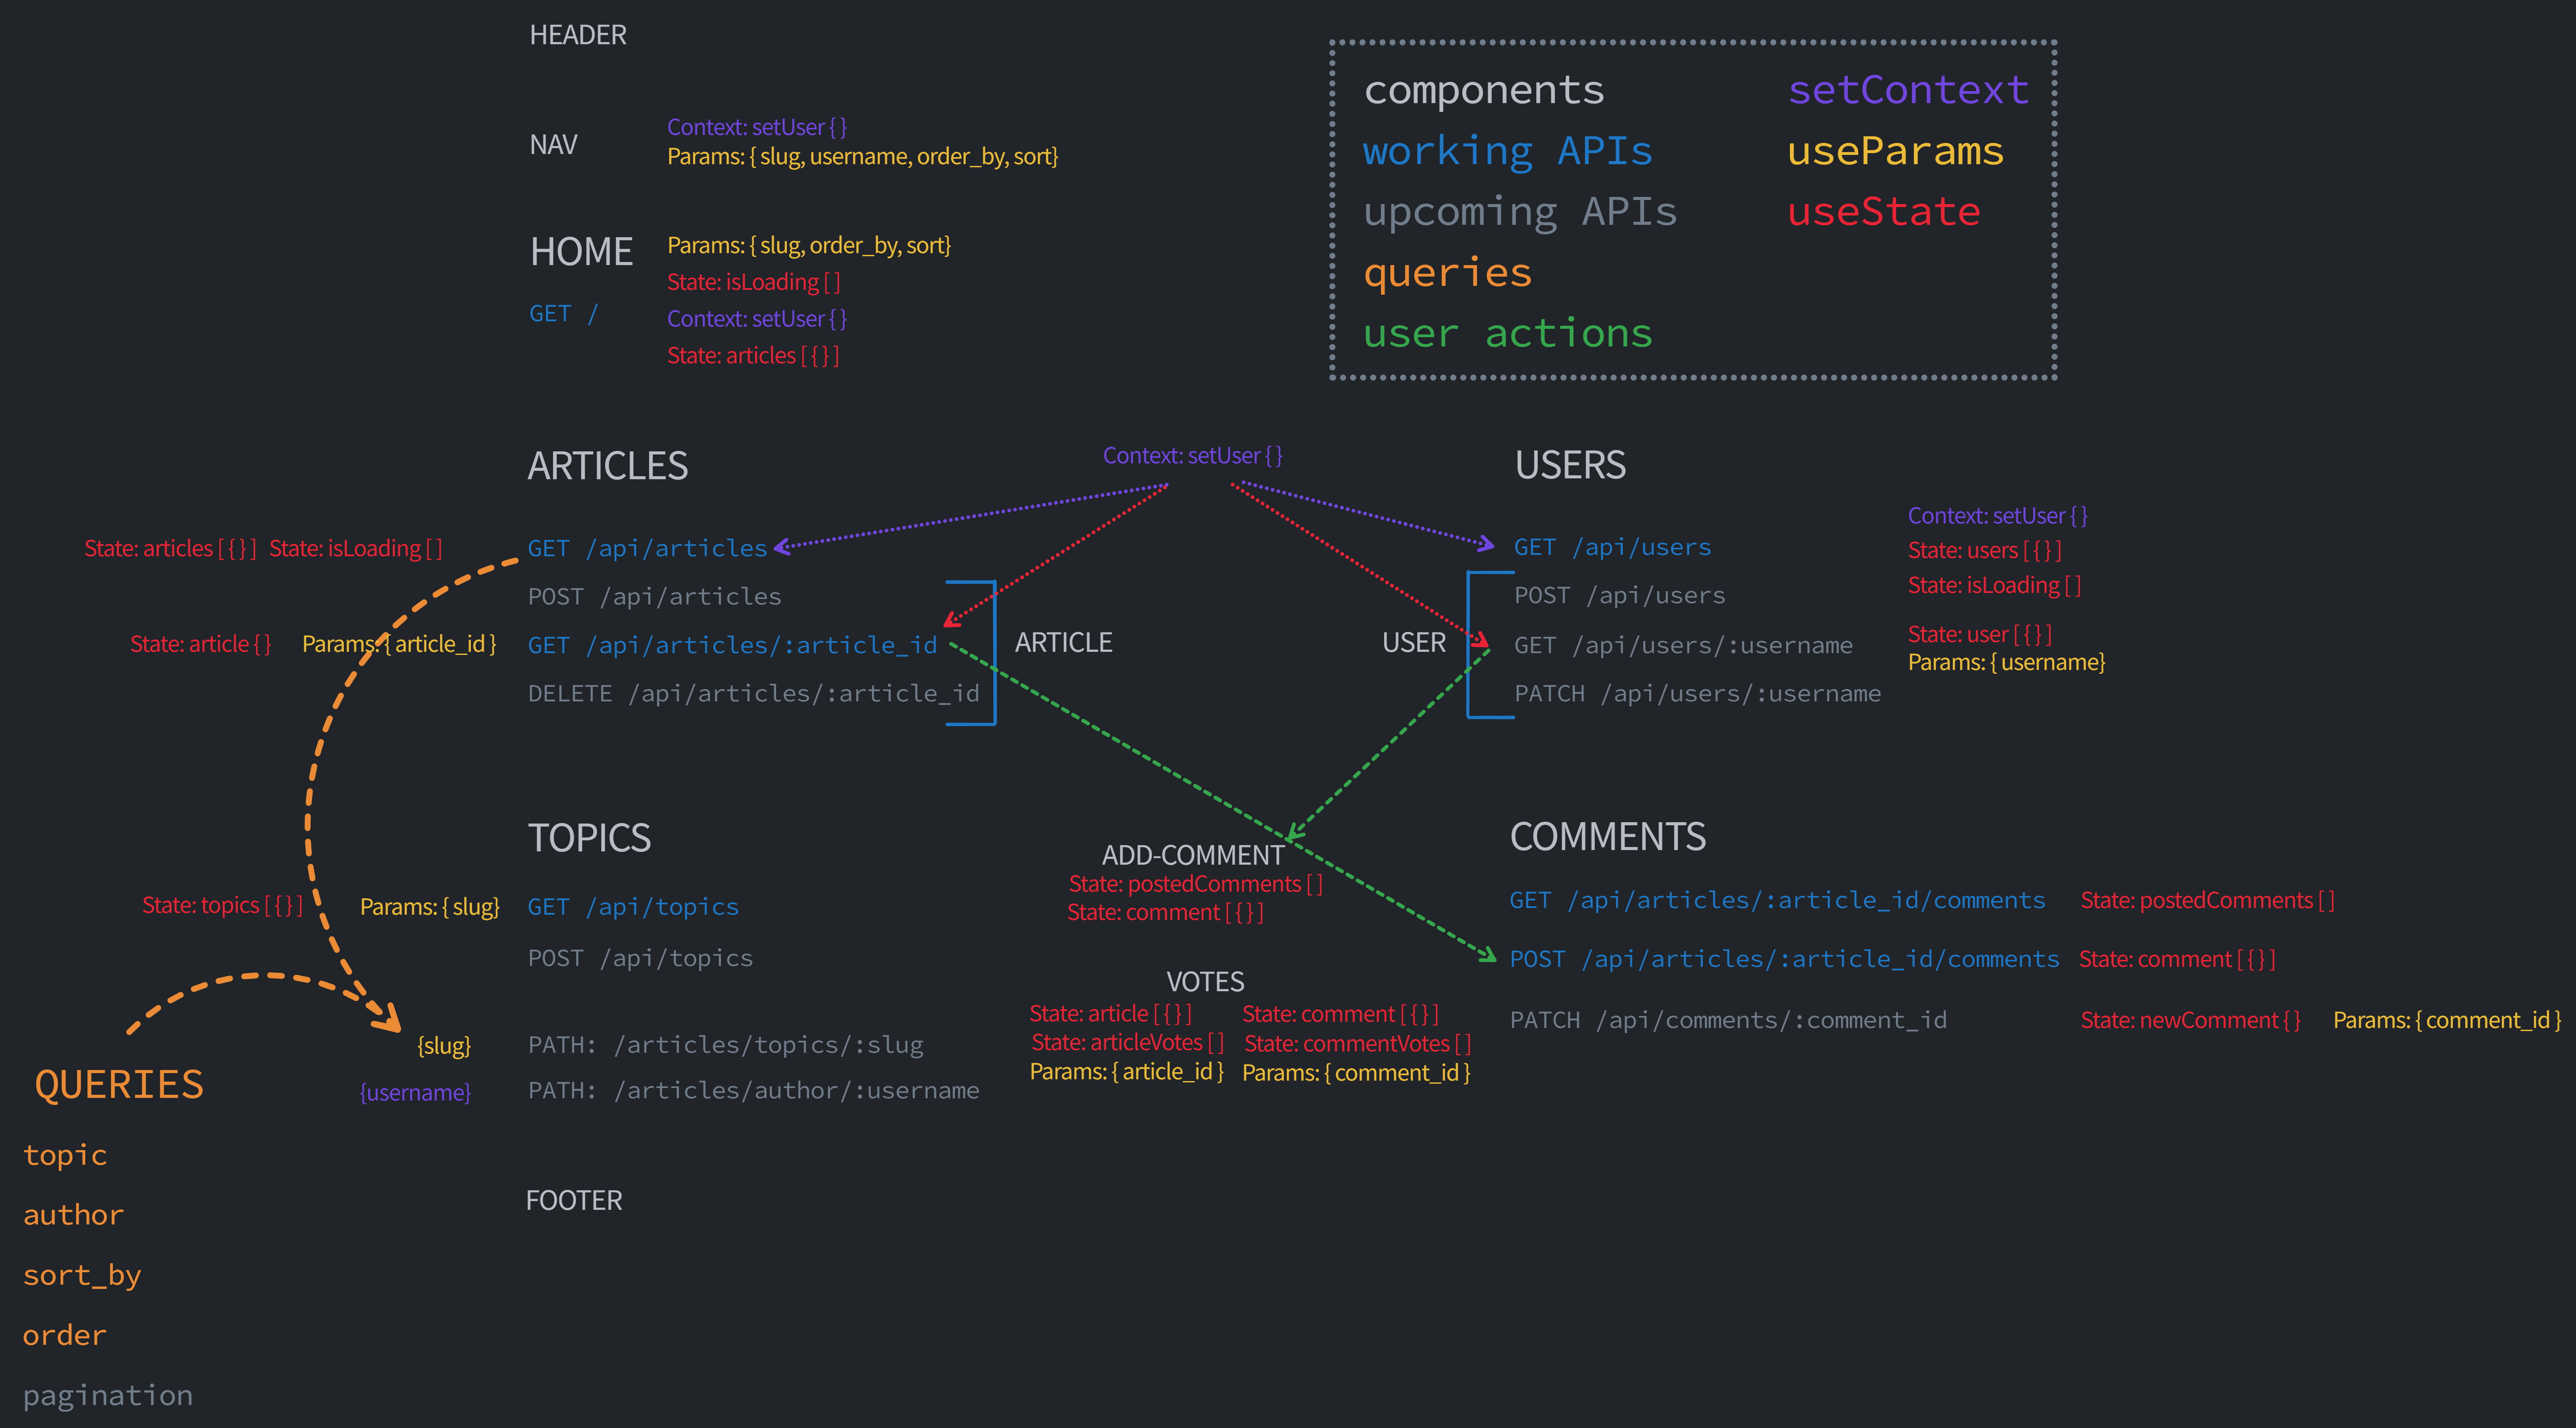 HEADER
components
setContext
working APIs
useParams
upcoming APIs
useState
queries
user actions
NAV
Context: setUser { }
Params: { slug, username, order_by, sort}
HOME
Params: { slug, order_by, sort}
State: isLoading [ ]
GET /
Context: setUser { }
State: articles [ { } ]
ARTICLES
Context: setUser { }
USERS
State: articles [ { } ]
State: isLoading [ ]
GET /api/articles
POST /api/articles
State: article { }
Params: { article_id }
GET /api/articles/:article_id
DELETE /api/articles/:article_id
ARTICLE
GET /api/users
POST /api/users
USER
GET /api/users/:username
PATCH /api/users/:username
Context: setUser { }
State: users [ { } ]
State: isLoading [ ]
State: user [ { } ]
Params: { username}
TOPICS
State: topics [ { } ]
Params: { slug}
GET /api/topics
POST /api/topics
{slug}
PATH: /articles/topics/:slug
{username}
PATH: /articles/author/:username
ADD-COMMENT
State: postedComments [ ]
State: comment [ { } ]
VOTES
State: article [ { } ]
State: comment [ { } ]
State: articleVotes [ ]
State: commentVotes [ ]
Params: { article_id }
Params: { comment_id }
COMMENTS
GET /api/articles/:article_id/comments
State: postedComments [ ]
POST /api/articles/:article_id/comments
State: comment [ { } ]
PATCH /api/comments/:comment_id
State: newComment { }
Params: { comment_id }
QUERIES
topic
author
sort_by
order
pagination
FOOTER